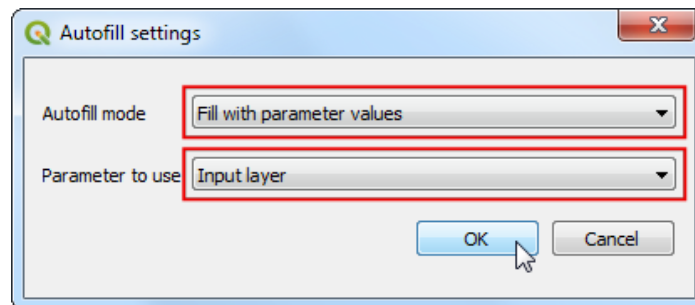 Autofill settings
Autofill mode Fill with parameter values
Parameter to use Input layer
OK Cancel